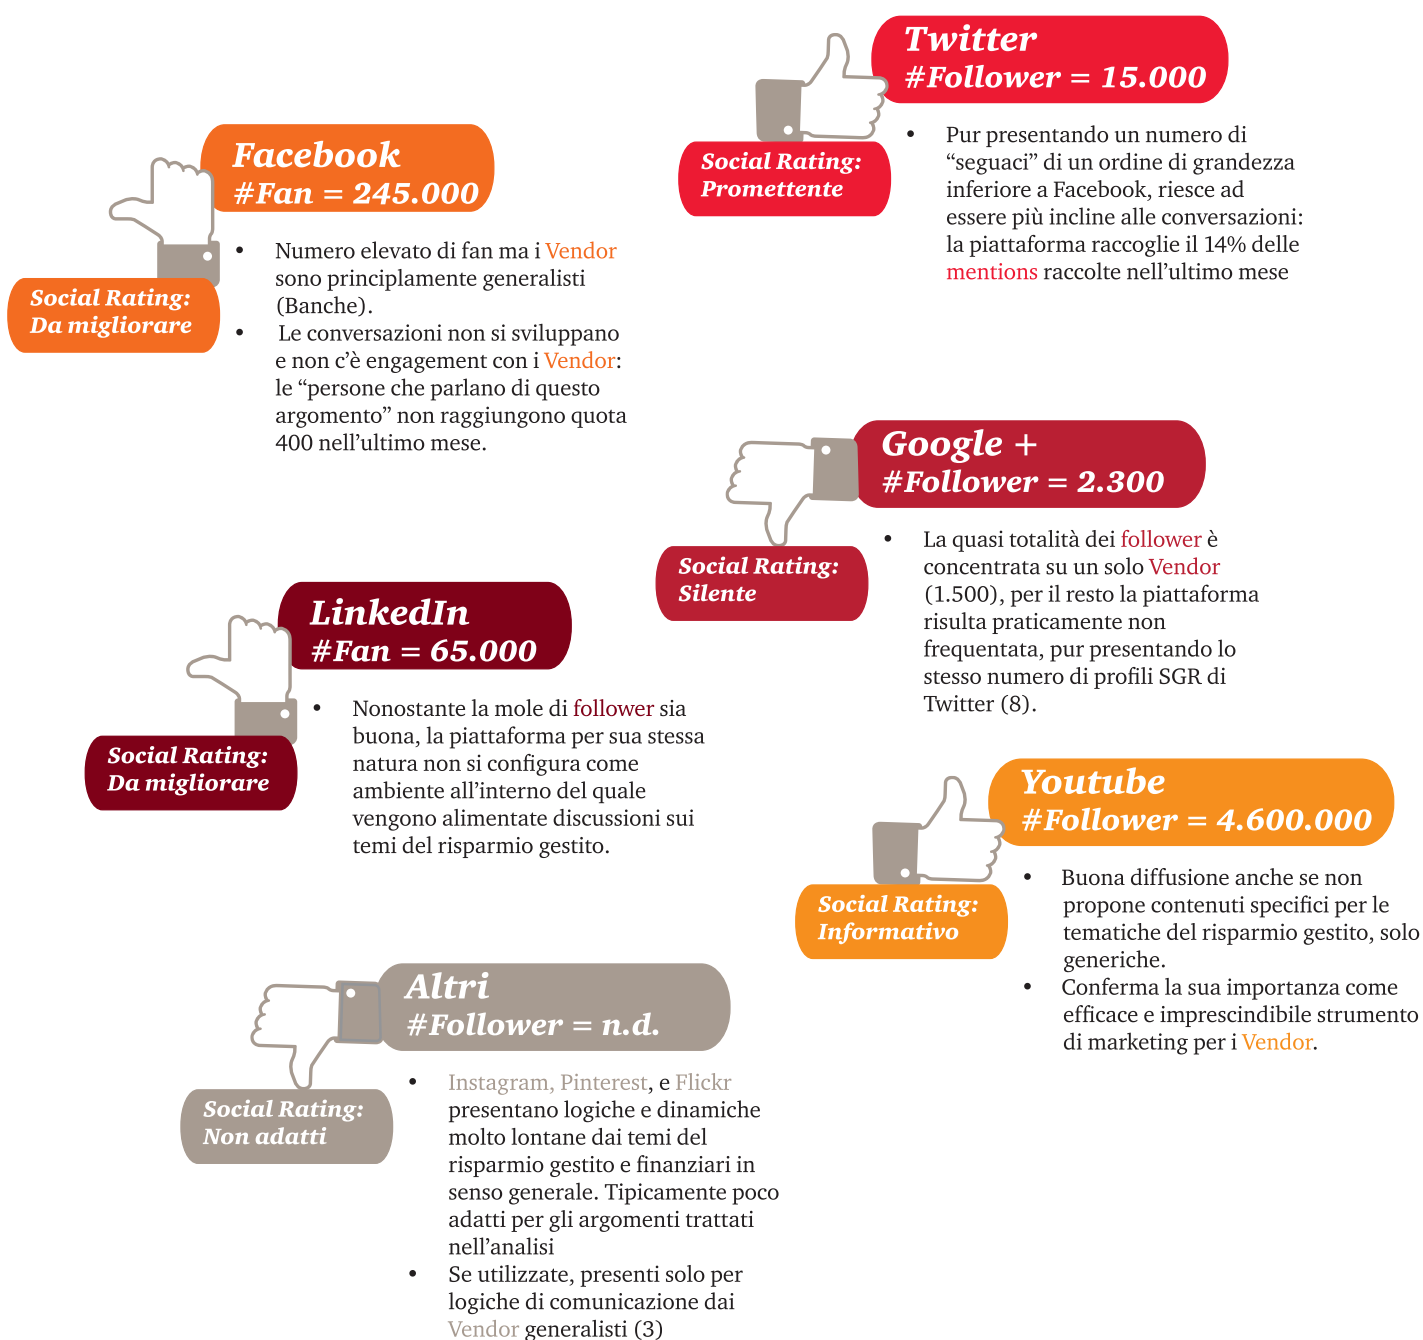 Twitter
#Follower = 15.000
Social Rating:
Promettente
• Pur presentando un numero di
“seguaci” di un ordine di grandezza
inferiore a Facebook, riesce ad
essere più incline alle conversazioni:
la piattaforma raccoglie il 14% delle
mentions raccolte nell’ultimo mese
Facebook
#Fan = 245.000
Social Rating:
Da migliorare
• Numero elevato di fan ma i Vendor
sono principlamente generalisti
(Banche).
• Le conversazioni non si sviluppano
e non c’è engagement con i Vendor:
le “persone che parlano di questo
argomento” non raggiungono quota
400 nell’ultimo mese.
Google +
#Follower = 2.300
Social Rating:
Silente
• La quasi totalità dei follower è
concentrata su un solo Vendor
(1.500), per il resto la piattaforma
risulta praticamente non
frequentata, pur presentando lo
stesso numero di profili SGR di
Twitter (8).
LinkedIn
#Fan = 65.000
Social Rating:
Da migliorare
• Nonostante la mole di follower sia
buona, la piattaforma per sua stessa
natura non si configura come
ambiente all’interno del quale
vengono alimentate discussioni sui
temi del risparmio gestito.
Youtube
#Follower = 4.600.000
Social Rating:
Informativo
• Buona diffusione anche se non
propone contenuti specifici per le
tematiche del risparmio gestito, solo
generiche.
• Conferma la sua importanza come
efficace e imprescindibile strumento
di marketing per i Vendor.
Altri
#Follower = n.d.
Social Rating:
Non adatti
• Instagram, Pinterest, e Flickr
presentano logiche e dinamiche
molto lontane dai temi del
risparmio gestito e finanziari in
senso generale. Tipicamente poco
adatti per gli argomenti trattati
nell’analisi
• Se utilizzate, presenti solo per
logiche di comunicazione dai
Vendor generalisti (3)